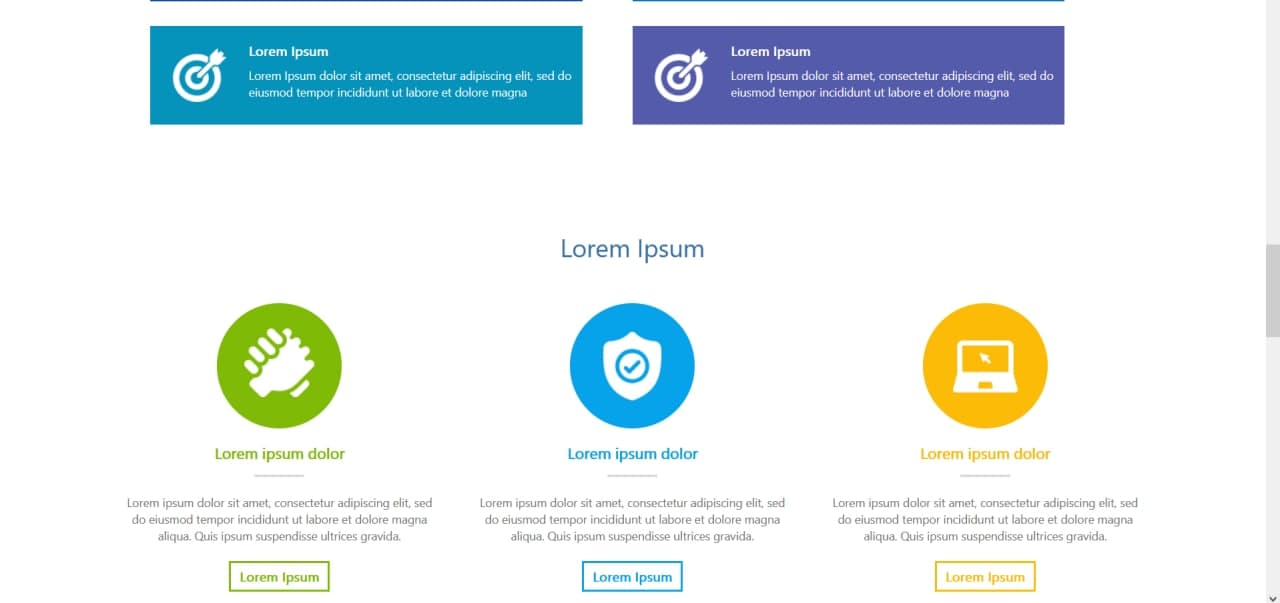 Lorem Ipsum
Lorem Ipsum dolor sit amet, consectetur adipiscing elit, sed do
eiusmod tempor incididunt ut labore et dolore magna
Lorem Ipsum
Lorem Ipsum dolor sit amet, consectetur adipiscing elit, sed do
eiusmod tempor incididunt ut labore et dolore magna
Lorem Ipsum
Lorem ipsum dolor
Lorem ipsum dolor sit amet, consectetur adipiscing elit, sed
do eiusmod tempor incididunt ut labore et dolore magna
aliqua. Quis ipsum suspendisse ultrices gravida.
Lorem Ipsum
Lorem ipsum dolor
Lorem ipsum dolor sit amet, consectetur adipiscing elit, sed
do eiusmod tempor incididunt ut labore et dolore magna
aliqua. Quis ipsum suspendisse ultrices gravida.
Lorem Ipsum
Lorem ipsum dolor
Lorem ipsum dolor sit amet, consectetur adipiscing elit, sed
do eiusmod tempor incididunt ut labore et dolore magna
aliqua. Quis ipsum suspendisse ultrices gravida.
Lorem Ipsum